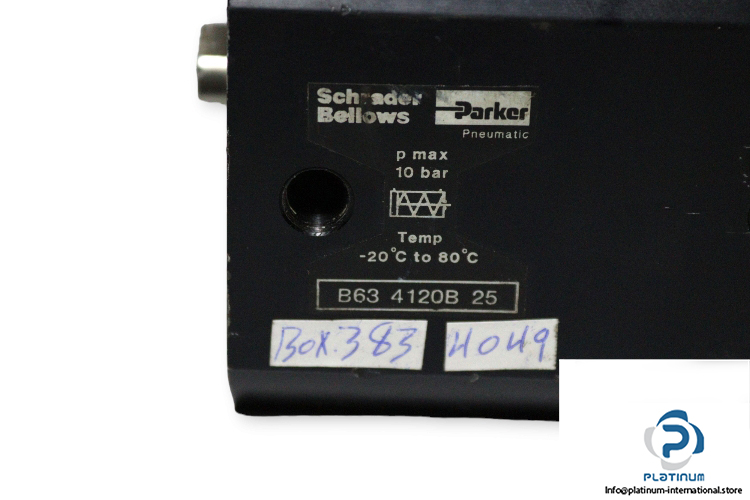 Schrader Bellows
Parker
Pneumatic
p max
10 bar
Temp
-20°C to 80°C
B63 4120B 25
Box.383
4049
PLATINUM
Info@platinum-international.store